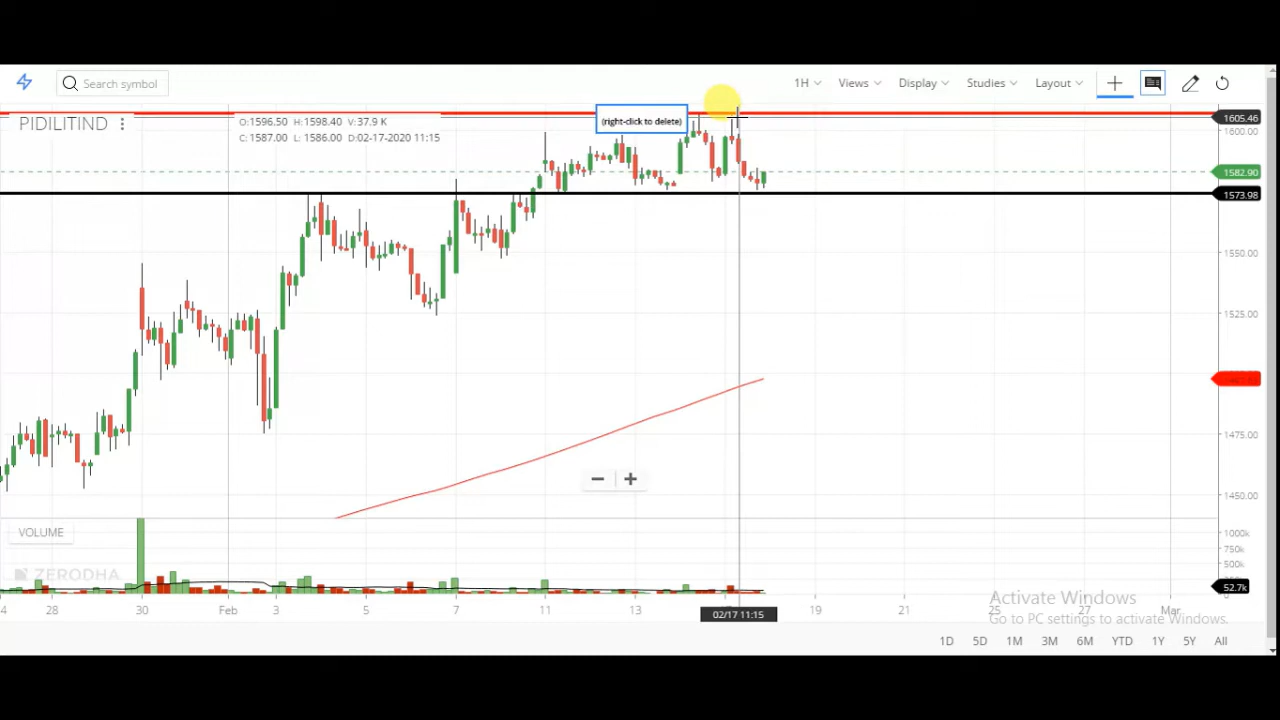 Search symbol
1H Views Display Studies Layout
PIDILITIND
O:1596.50 H:1598.40 V:37.9 K
C:1587.00 L: 1586.00 D:02-17-2020 11:15
(right-click to delete)
1605.46
1600.00
1582.90
1573.98
1550.00
1525.00
1475.00
1450.00
− +
VOLUME
1000k
750k
500k
52.7k
0
ZERODHA
4 28 30 Feb 3 5 7 11 13 02/17 11:15 19 21 25 27 Mar
Activate Windows
Go to PC settings to activate Windows.
1D 5D 1M 3M 6M YTD 1Y 5Y All